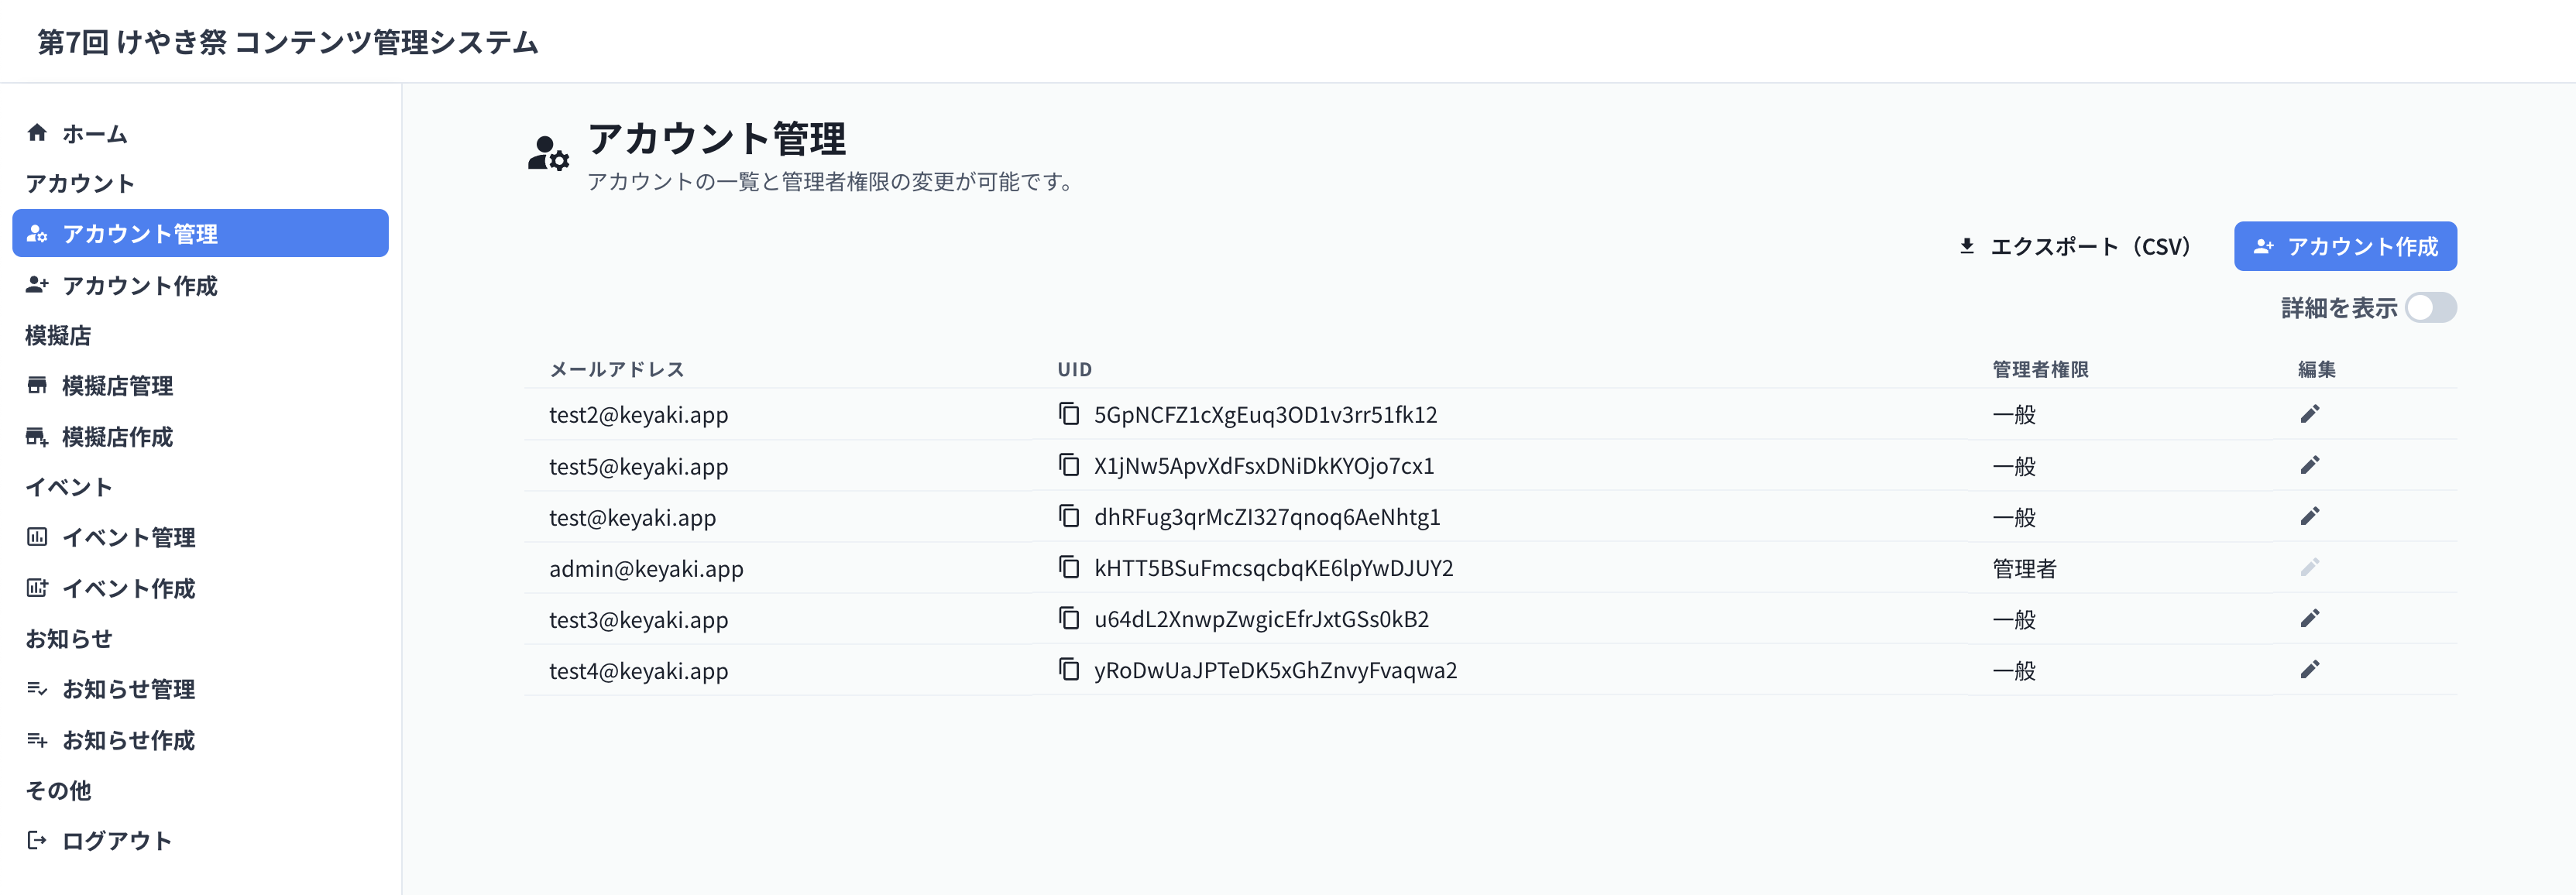 第7回 けやき祭 コンテンツ管理システム
ホーム
アカウント
アカウント管理
アカウント作成
模擬店
模擬店管理
模擬店作成
イベント
イベント管理
イベント作成
お知らせ
お知らせ管理
お知らせ作成
その他
ログアウト
アカウント管理
アカウントの一覧と管理者権限の変更が可能です。
エクスポート（CSV） アカウント作成
詳細を表示
メールアドレス UID 管理者権限 編集
test2@keyaki.app 5GpNCFZ1cXgEuq3OD1v3rr51fk12 一般
test5@keyaki.app X1jNw5ApvXdFsxDNiDkKYOjo7cx1 一般
test@keyaki.app dhRFug3qrMcZI327qnoq6AeNhtg1 一般
admin@keyaki.app kHTT5BSuFmcsqcbqKE6lpYwDJUY2 管理者
test3@keyaki.app u64dL2XnwpZwgicEfrJxtGSs0kB2 一般
test4@keyaki.app yRoDwUaJPTeDK5xGhZnvyFvaqwa2 一般